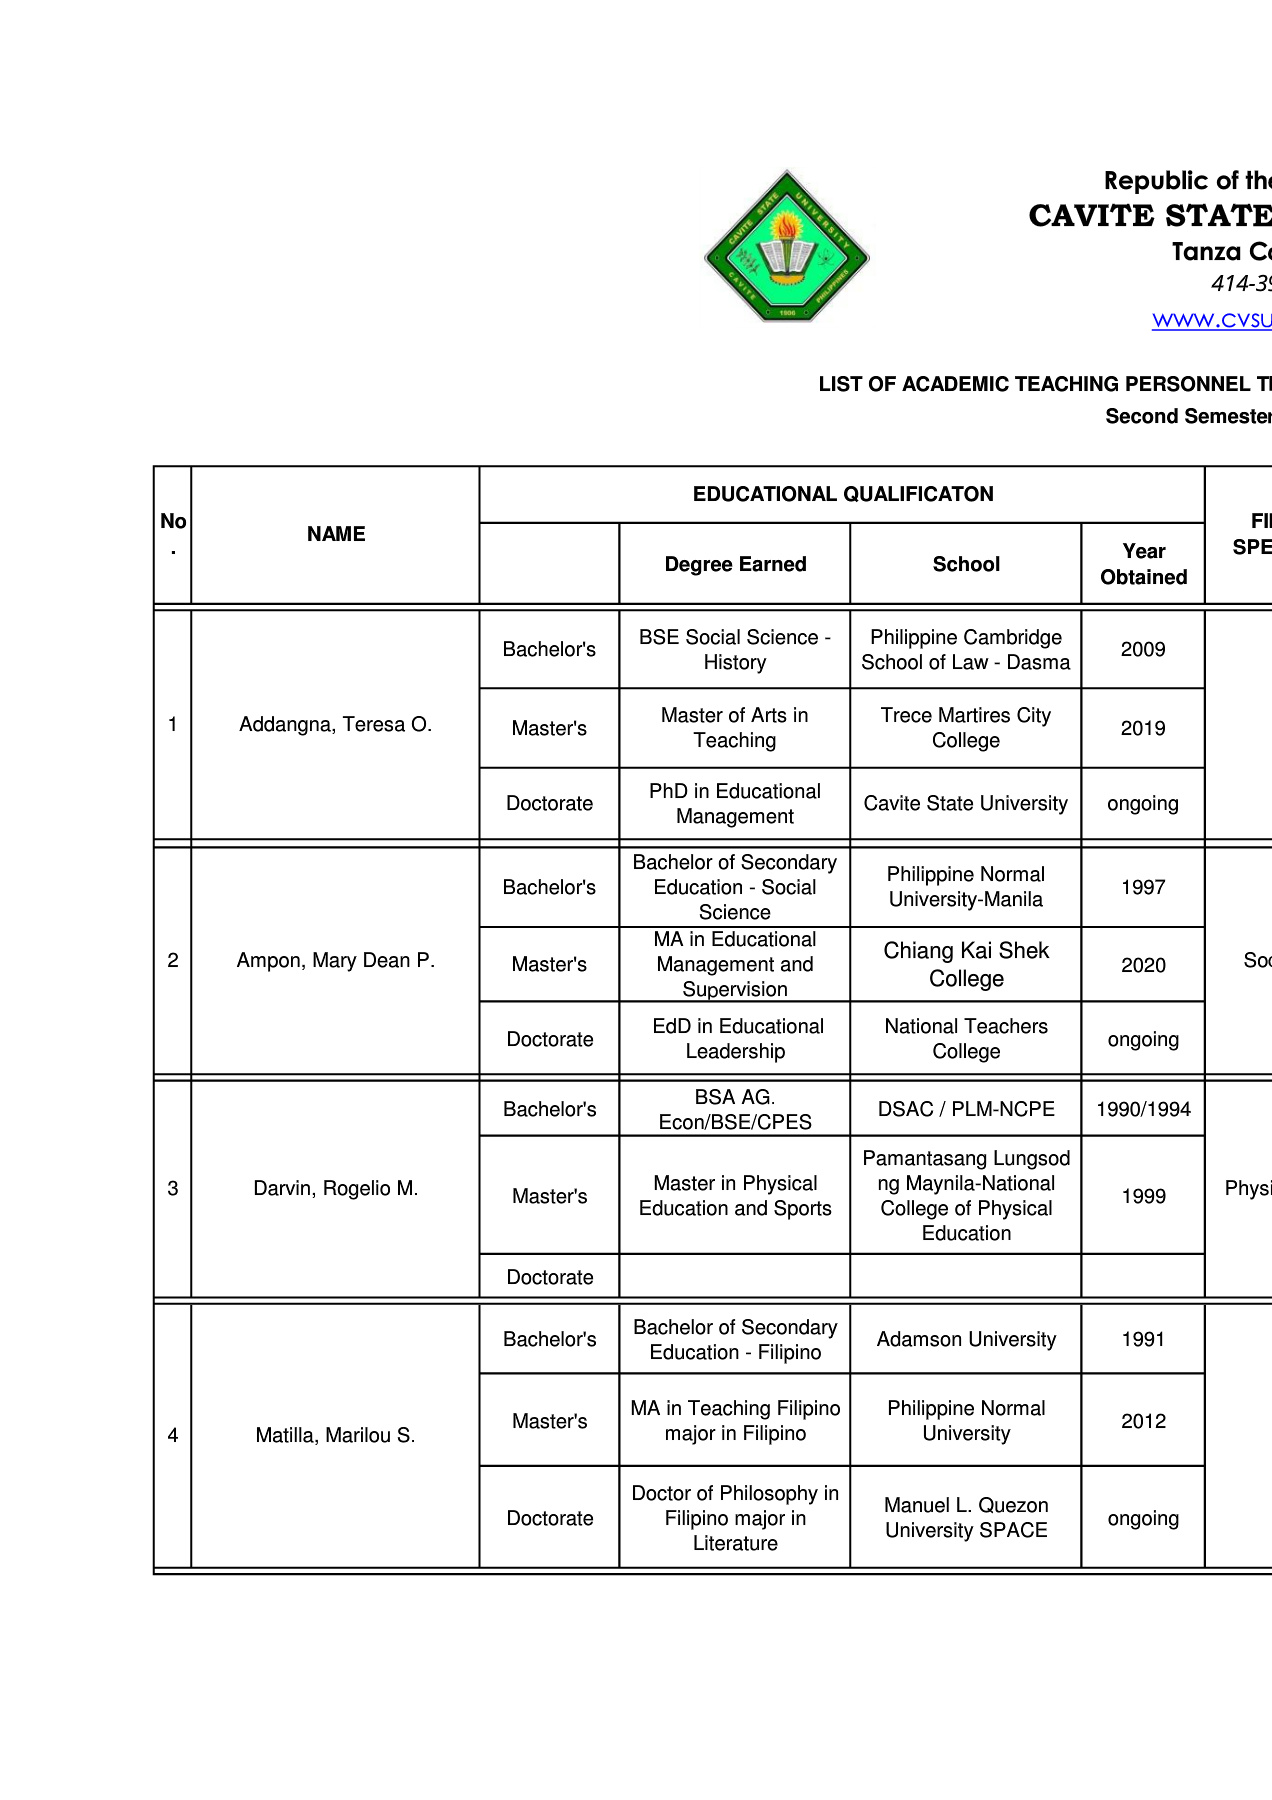 CAVITE STATE UNIVERSITY
CAVITE
PHILIPPINES
1906
Republic of the
CAVITE STATE
Tanza
414-39
WWW.CVSU
LIST OF ACADEMIC TEACHING PERSONNEL
Second Semester
No
.
NAME
EDUCATIONAL QUALIFICATON
Degree Earned
School
Year
Obtained
1
Addangna, Teresa O.
Bachelor's
BSE Social Science -
History
Philippine Cambridge
School of Law - Dasma
2009
Master's
Master of Arts in
Teaching
Trece Martires City
College
2019
Doctorate
PhD in Educational
Management
Cavite State University
ongoing
2
Ampon, Mary Dean P.
Bachelor's
Bachelor of Secondary
Education - Social
Science
Philippine Normal
University-Manila
1997
Master's
MA in Educational
Management and
Supervision
Chiang Kai Shek
College
2020
Doctorate
EdD in Educational
Leadership
National Teachers
College
ongoing
3
Darvin, Rogelio M.
Bachelor's
BSA AG.
Econ/BSE/CPES
DSAC / PLM-NCPE
1990/1994
Master's
Master in Physical
Education and Sports
Pamantasang Lungsod
ng Maynila-National
College of Physical
Education
1999
Doctorate
4
Matilla, Marilou S.
Bachelor's
Bachelor of Secondary
Education - Filipino
Adamson University
1991
Master's
MA in Teaching Filipino
major in Filipino
Philippine Normal
University
2012
Doctorate
Doctor of Philosophy in
Filipino major in
Literature
Manuel L. Quezon
University SPACE
ongoing